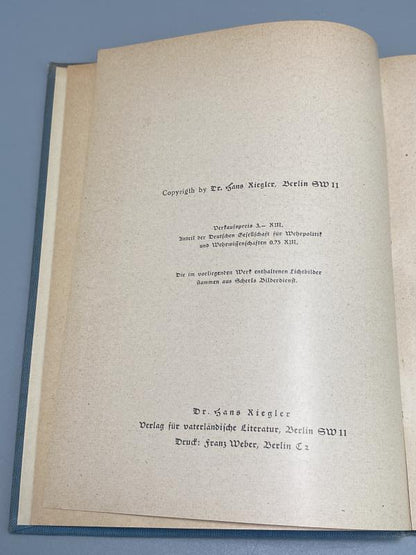 Copyrigth by Dr. Hans Riegler, Berlin SW 11
Verkaufspreis 3,— RM.
Anteil der Deutschen Gesellschaft für Wehrpolitik
und Wehrwissenschaften 0.75 RM.
Die im vorliegenden Werk enthaltenen Lichtbilder
stammen aus Scherls Bilderdienst.
Dr. Hans Riegler
Verlag für vaterländische Literatur, Berlin SW 11
Druck: Franz Weber, Berlin C 2